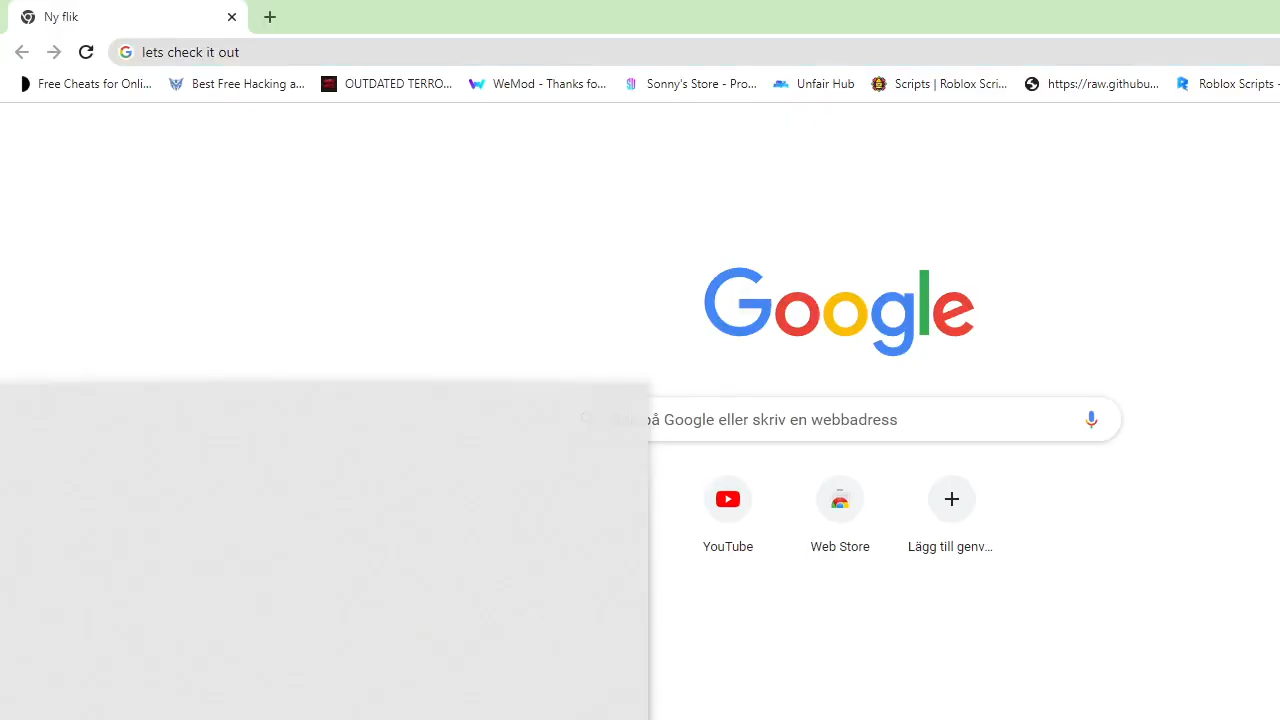 Ny flik
lets check it out
Free Cheats for Onli... Best Free Hacking a... OUTDATED TERRO... WeMod - Thanks fo... Sonny's Store - Pro... Unfair Hub Scripts | Roblox Scri... https://raw.githubu... Roblox Scripts -
Google
på Google eller skriv en webbadress
YouTube Web Store Lägg till genv...